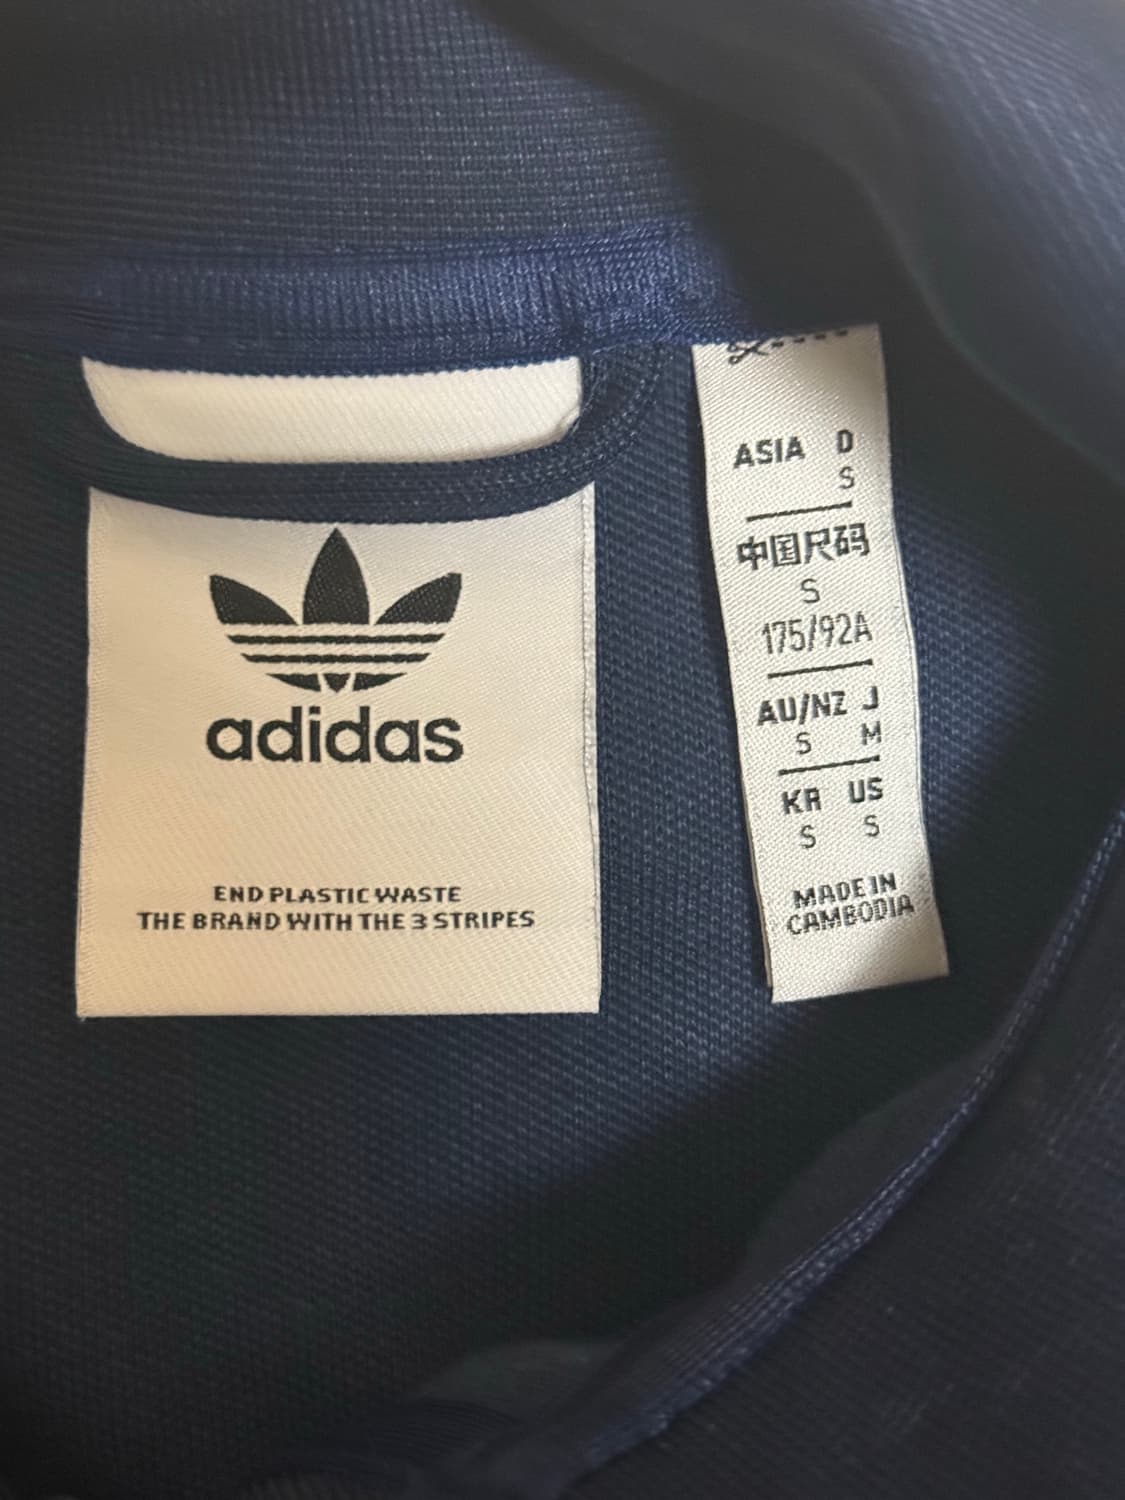 adidas
END PLASTIC WASTE
THE BRAND WITH THE 3 STRIPES
ASIA D
S
中国尺码
S
175/92A
AU/NZ J
S M
KR US
S S
MADE IN
CAMBODIA